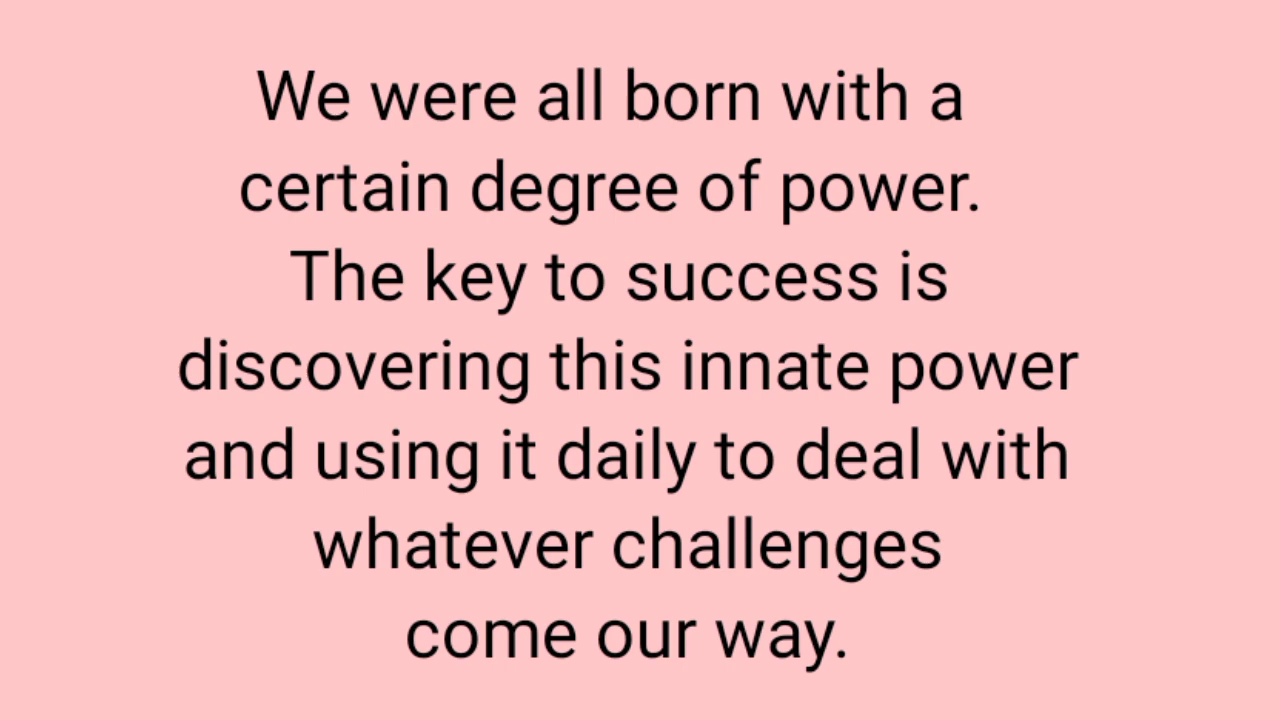 We were all born with a
certain degree of power.
The key to success is
discovering this innate power
and using it daily to deal with
whatever challenges
come our way.